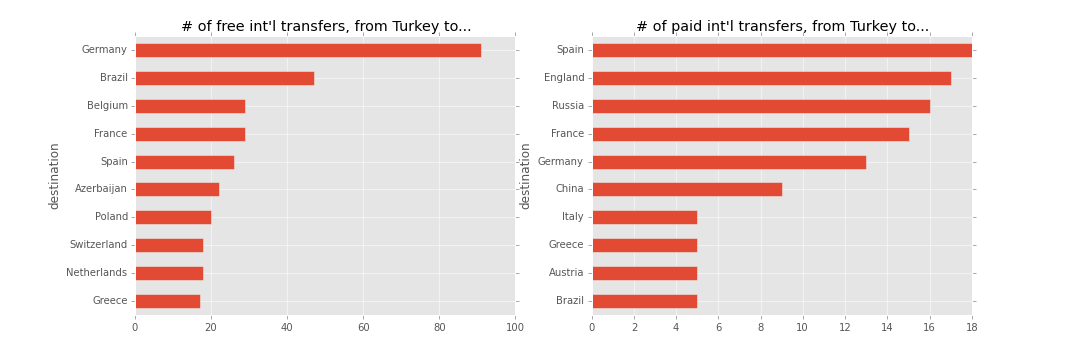 # of free int'l transfers, from Turkey to...
destination
Germany
Brazil
Belgium
France
Spain
Azerbaijan
Poland
Switzerland
Netherlands
Greece
0 20 40 60 80 100
# of paid int'l transfers, from Turkey to...
destination
Spain
England
Russia
France
Germany
China
Italy
Greece
Austria
Brazil
0 2 4 6 8 10 12 14 16 18